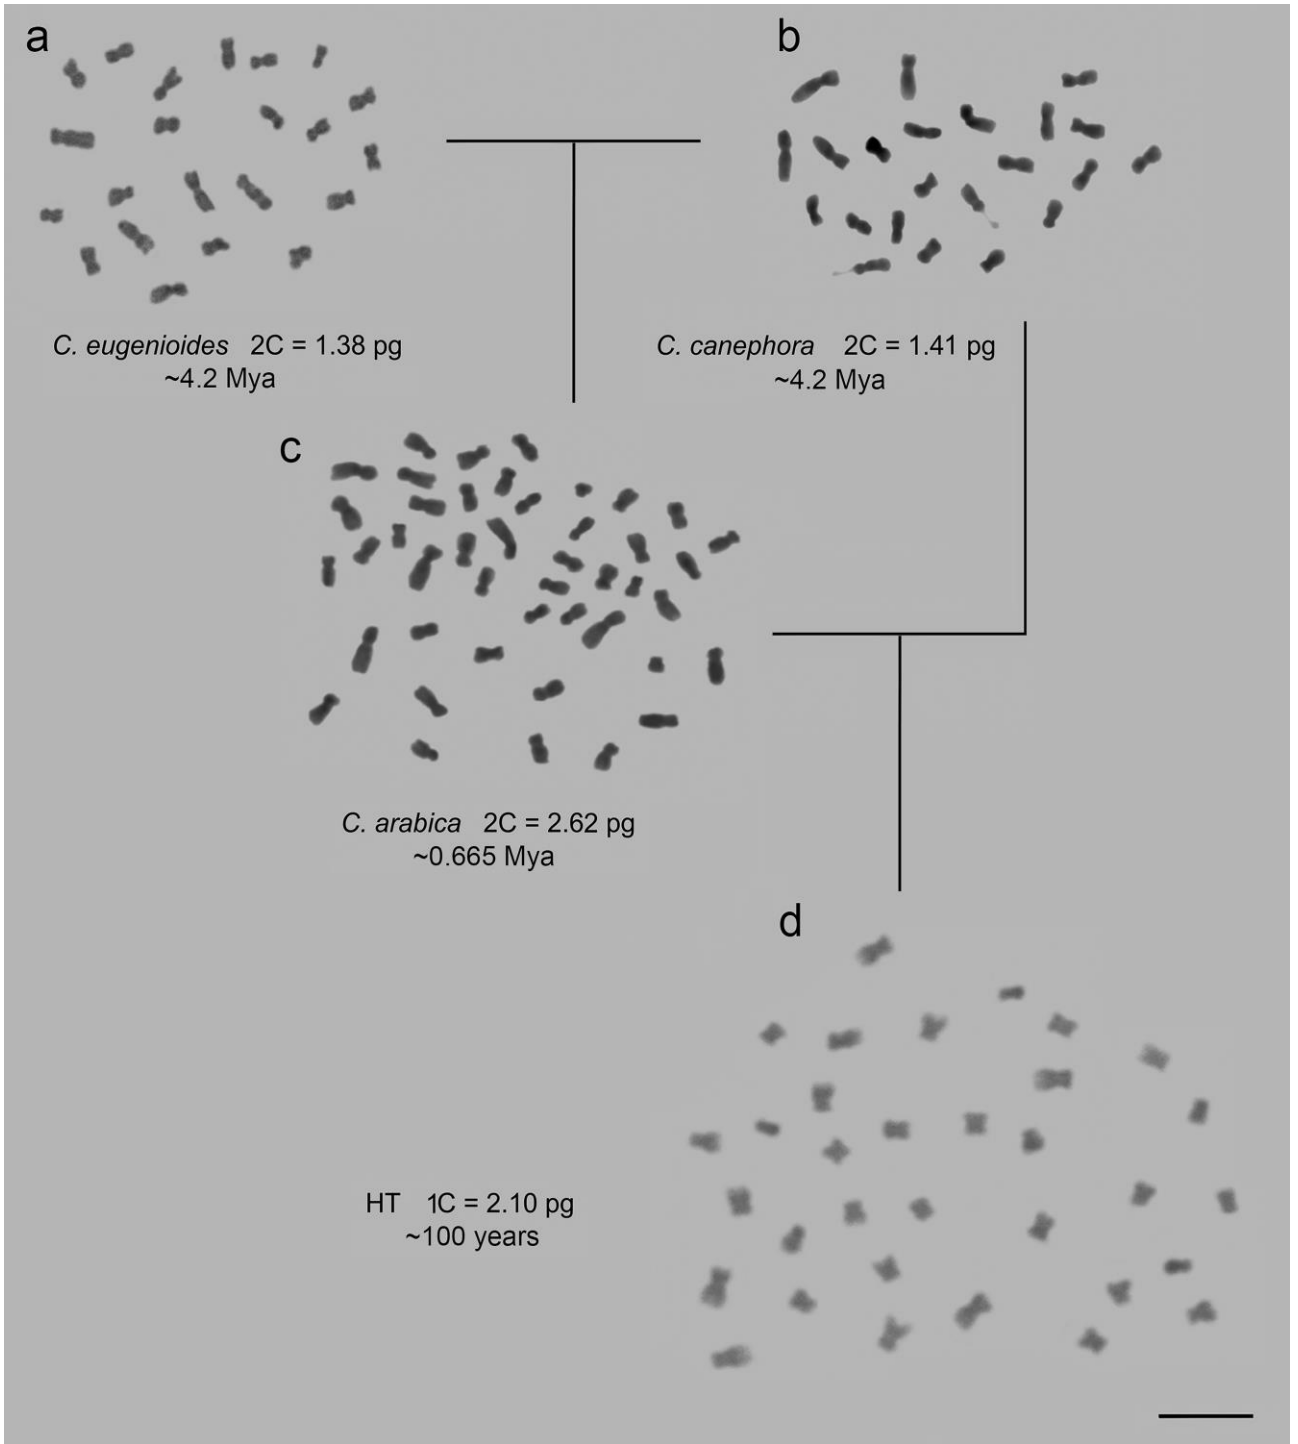 a
b
C. eugenioides 2C = 1.38 pg
~4.2 Mya
C. canephora 2C = 1.41 pg
~4.2 Mya
c
C. arabica 2C = 2.62 pg
~0.665 Mya
d
HT 1C = 2.10 pg
~100 years